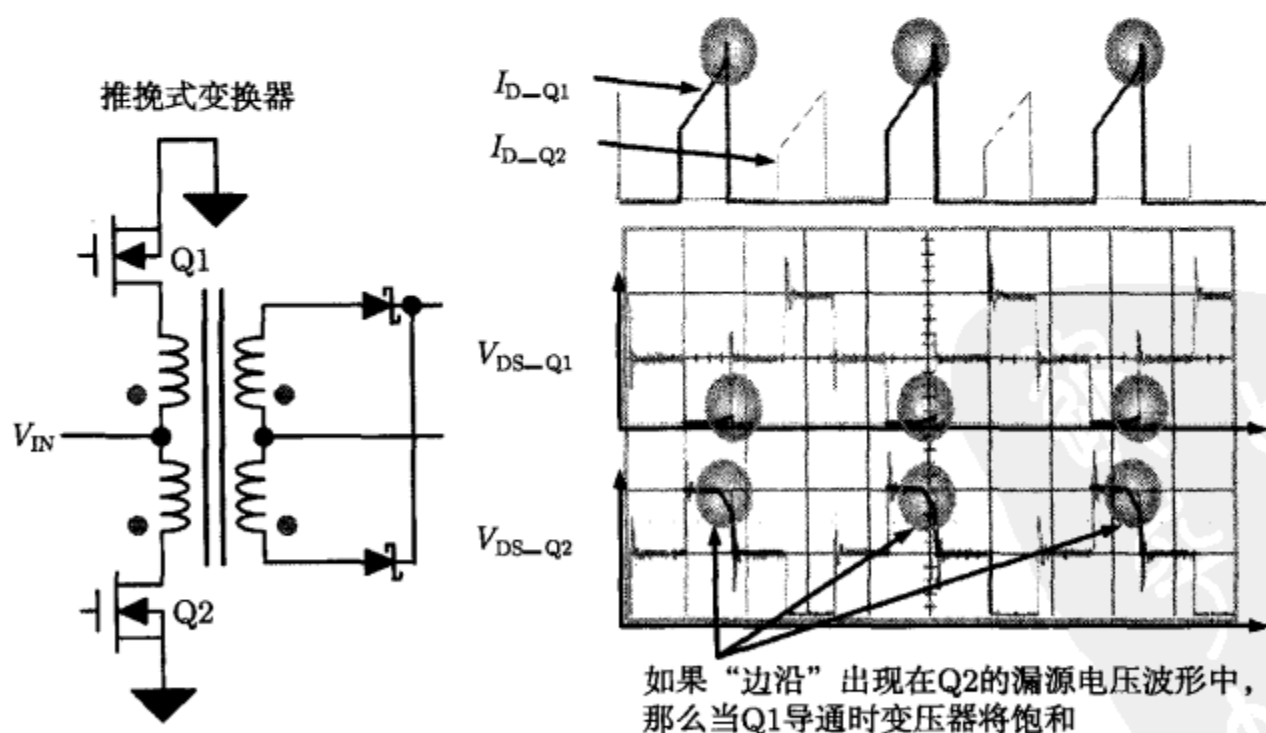 推挽式变换器
Q1
V_IN
Q2
I_D_Q1
I_D_Q2
V_DS_Q1
V_DS_Q2
如果“边沿”出现在Q2的漏源电压波形中，
那么当Q1导通时变压器将饱和